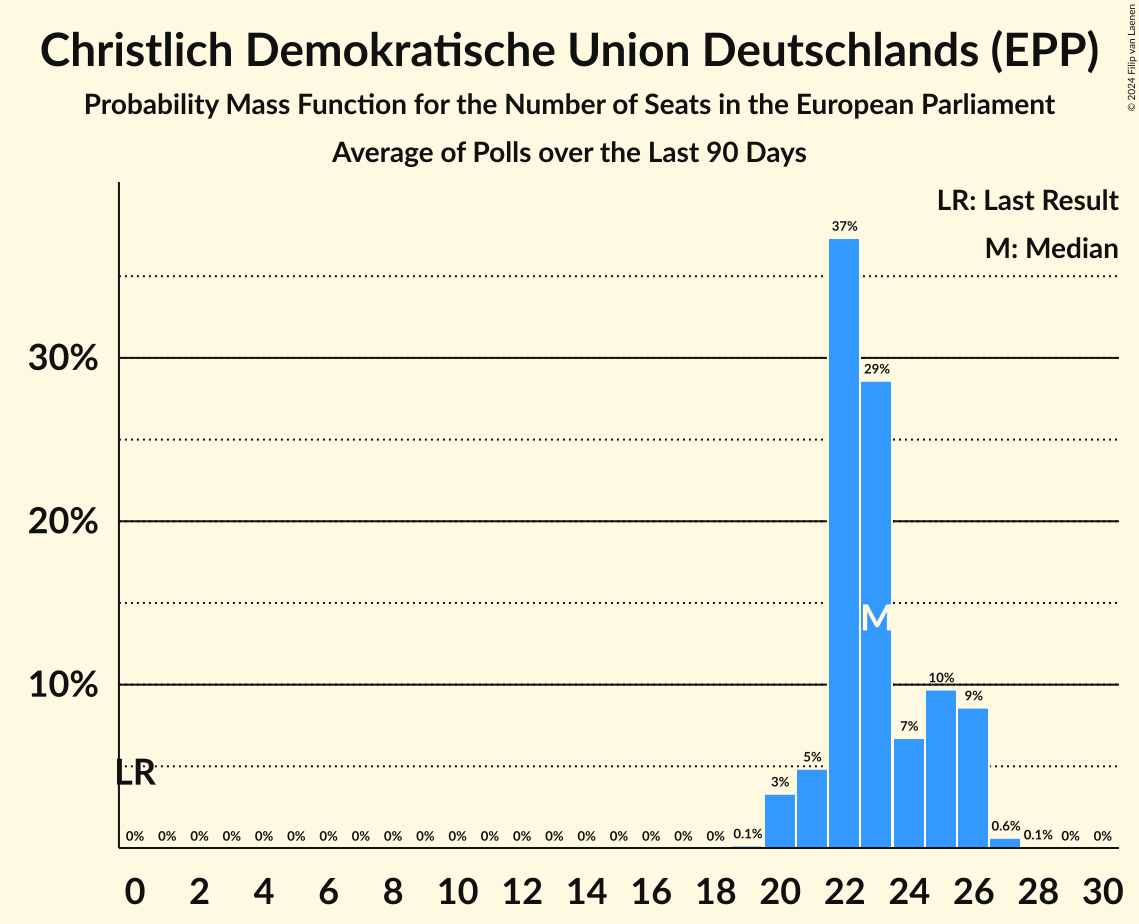 Christlich Demokratische Union Deutschlands (EPP)
Probability Mass Function for the Number of Seats in the European Parliament
Average of Polls over the Last 90 Days
© 2024 Filip van Laenen
LR: Last Result
M: Median
30%
20%
10%
LR
M
0% 0% 0% 0% 0% 0% 0% 0% 0% 0% 0% 0% 0% 0% 0% 0% 0% 0% 0% 0.1% 3% 5% 37% 29% 7% 10% 9% 0.6% 0.1% 0% 0%
0 2 4 6 8 10 12 14 16 18 20 22 24 26 28 30